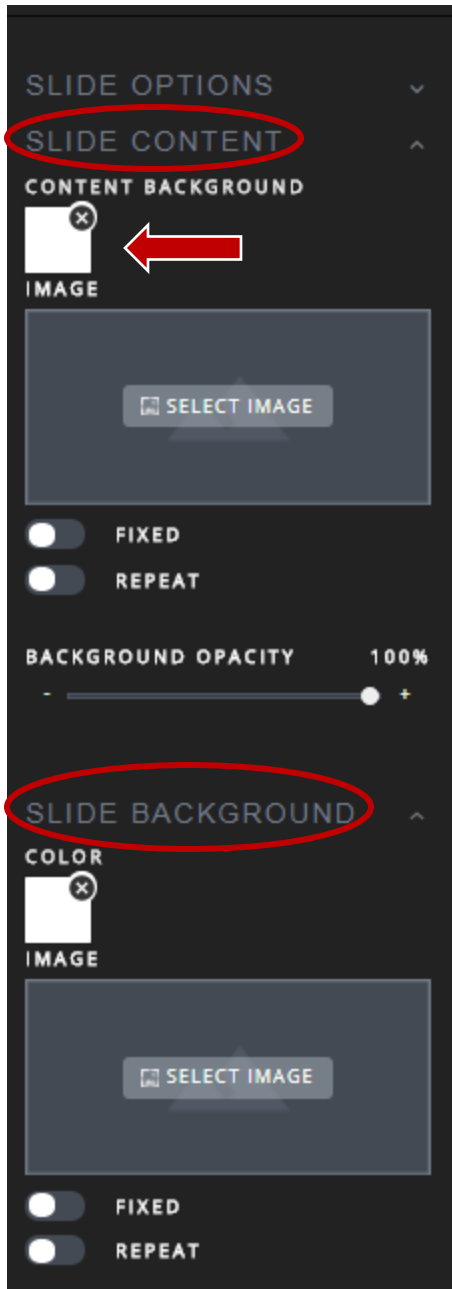 SLIDE OPTIONS
SLIDE CONTENT
CONTENT BACKGROUND
IMAGE
SELECT IMAGE
FIXED
REPEAT
BACKGROUND OPACITY 100%
- +
SLIDE BACKGROUND
COLOR
IMAGE
SELECT IMAGE
FIXED
REPEAT